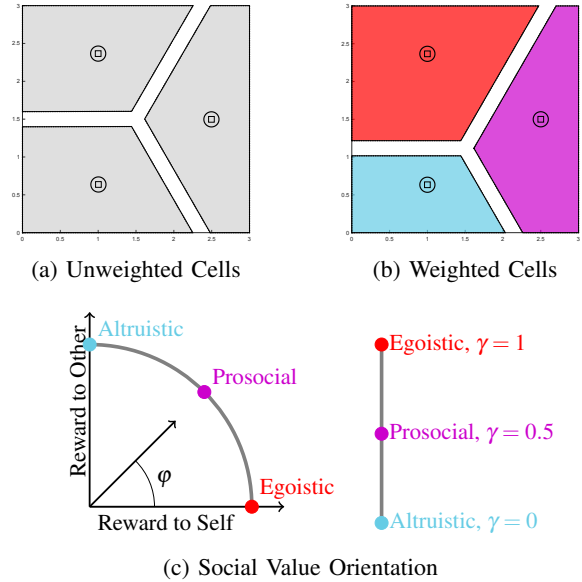 3
2.5
2
1.5
1
0.5
0
0 0.5 1 1.5 2 2.5 3
(a) Unweighted Cells
3
2.5
2
1.5
1
0.5
0
0 0.5 1 1.5 2 2.5 3
(b) Weighted Cells
Reward to Other
Altruistic
Prosocial
φ
Egoistic
Reward to Self
Egoistic, γ = 1
Prosocial, γ = 0.5
Altruistic, γ = 0
(c) Social Value Orientation